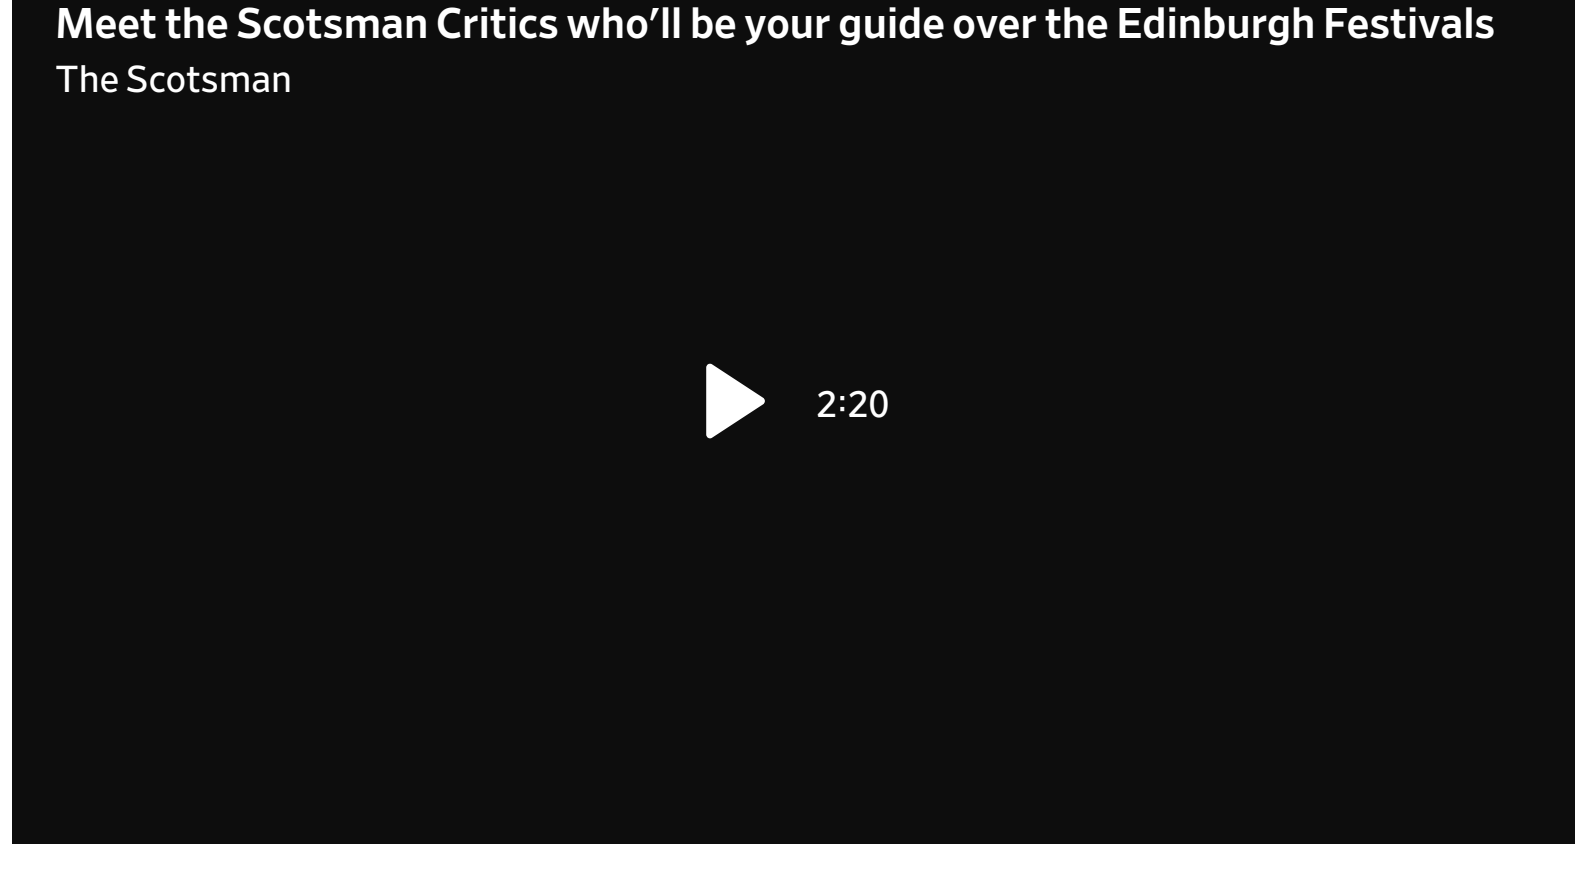 Meet the Scotsman Critics who’ll be your guide over the Edinburgh Festivals
The Scotsman
2:20